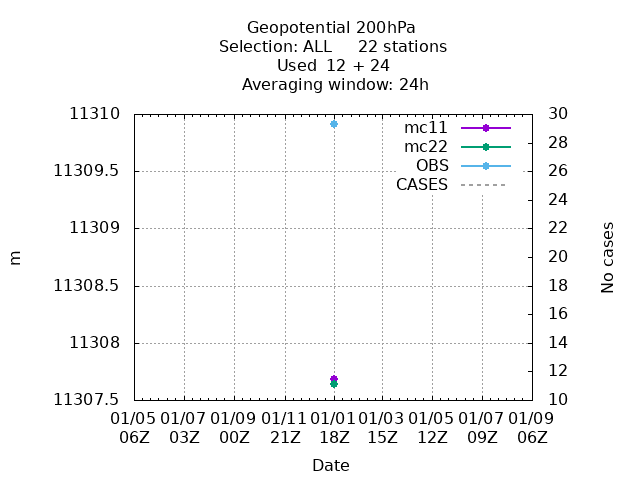 Geopotential 200hPa
Selection: ALL     22 stations
Used  12 + 24
Averaging window: 24h
11310
11309.5
11309
11308.5
11308
11307.5
m
30
28
26
24
22
20
18
16
14
12
10
No cases
mc11
mc22
OBS
CASES
01/05 01/07 01/09 01/11 01/01 01/03 01/05 01/07 01/09
06Z 03Z 00Z 21Z 18Z 15Z 12Z 09Z 06Z
Date